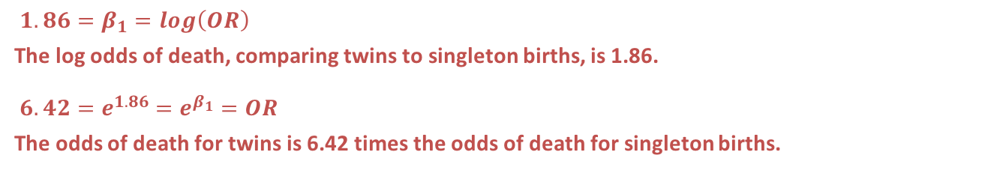 1.86 = β₁ = log(OR)
The log odds of death, comparing twins to singleton births, is 1.86.
6.42 = e^1.86 = e^β₁ = OR
The odds of death for twins is 6.42 times the odds of death for singleton births.